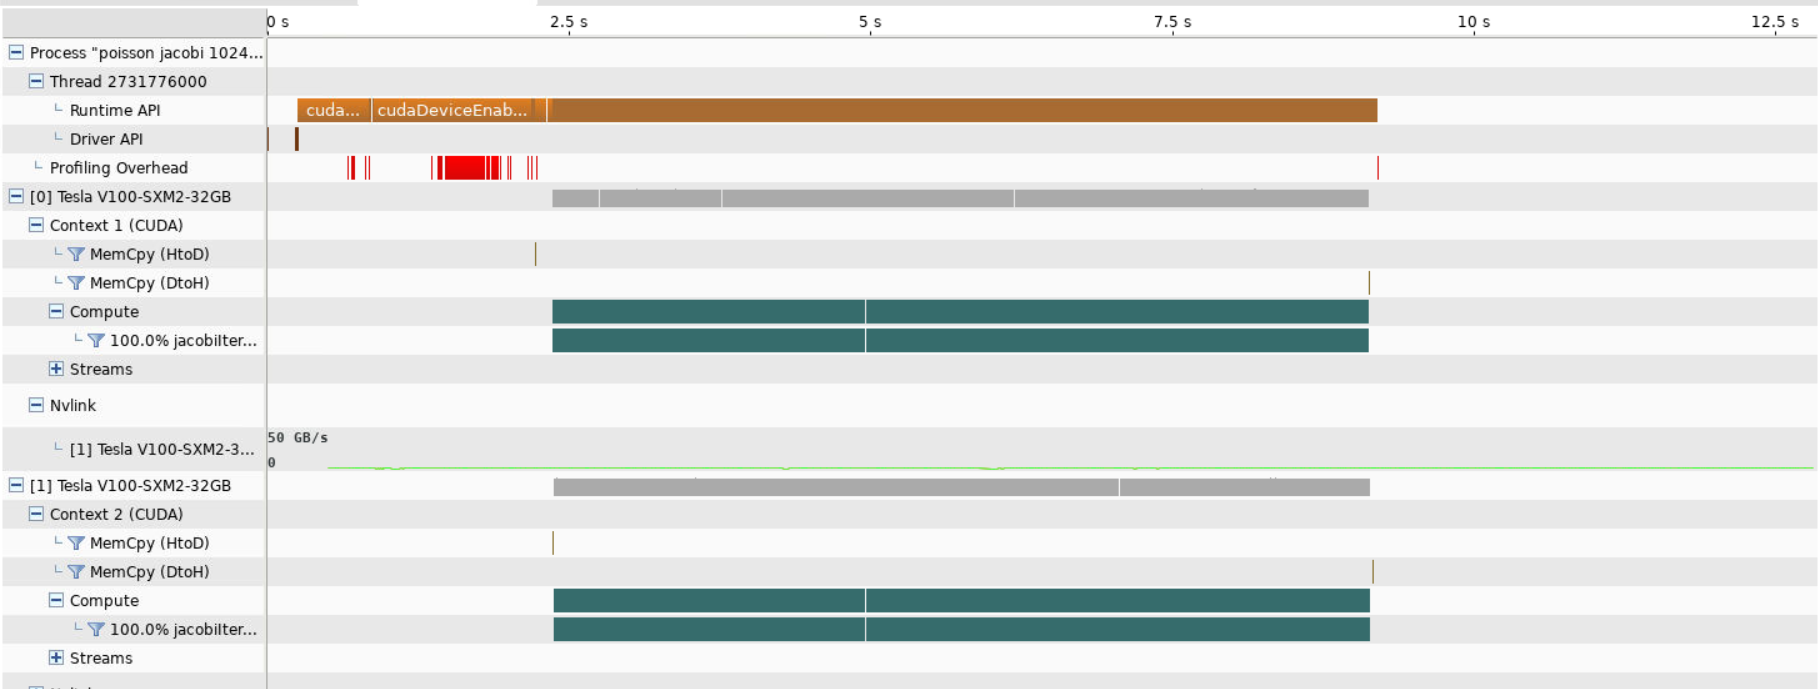 0 s 2.5 s 5 s 7.5 s 10 s 12.5 s
Process "poisson jacobi 1024...
Thread 2731776000
Runtime API cuda... cudaDeviceEnab...
Driver API
Profiling Overhead
[0] Tesla V100-SXM2-32GB
Context 1 (CUDA)
MemCpy (HtoD)
MemCpy (DtoH)
Compute
100.0% jacobiIter...
Streams
Nvlink
50 GB/s
[1] Tesla V100-SXM2-3...
0
[1] Tesla V100-SXM2-32GB
Context 2 (CUDA)
MemCpy (HtoD)
MemCpy (DtoH)
Compute
100.0% jacobiIter...
Streams